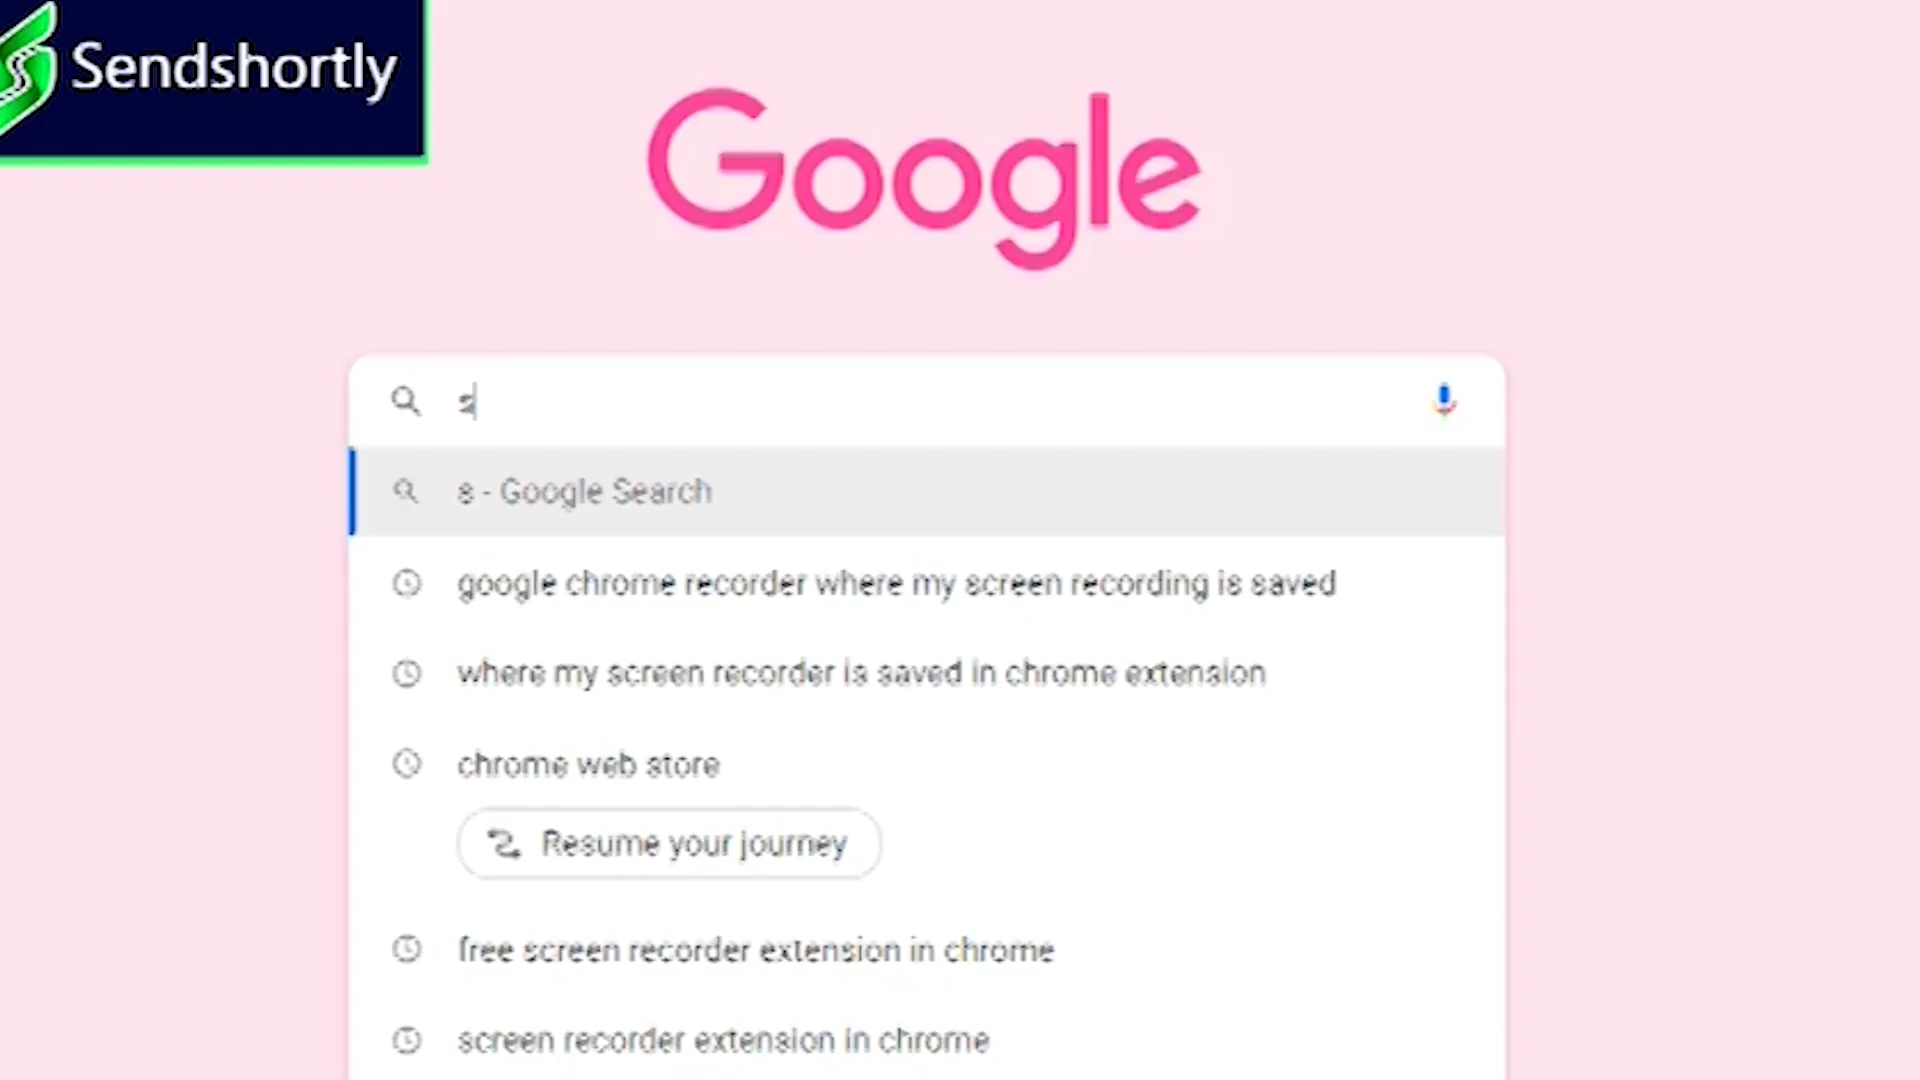 Sendshortly
Google
s
s - Google Search
google chrome recorder where my screen recording is saved
where my screen recorder is saved in chrome extension
chrome web store
Resume your journey
free screen recorder extension in chrome
screen recorder extension in chrome